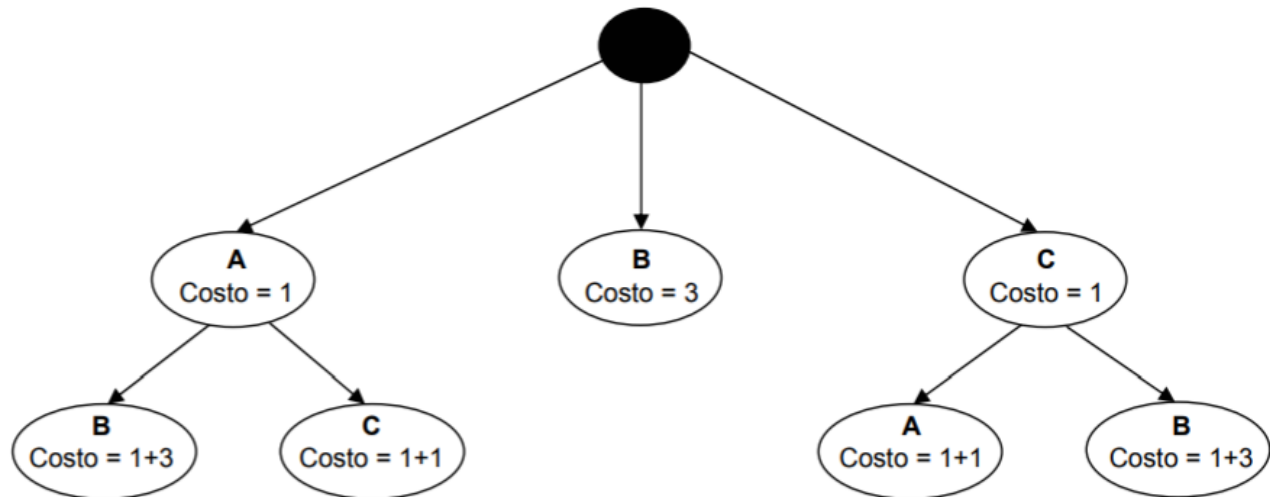 A
Costo = 1
B
Costo = 3
C
Costo = 1
B
Costo = 1+3
C
Costo = 1+1
A
Costo = 1+1
B
Costo = 1+3